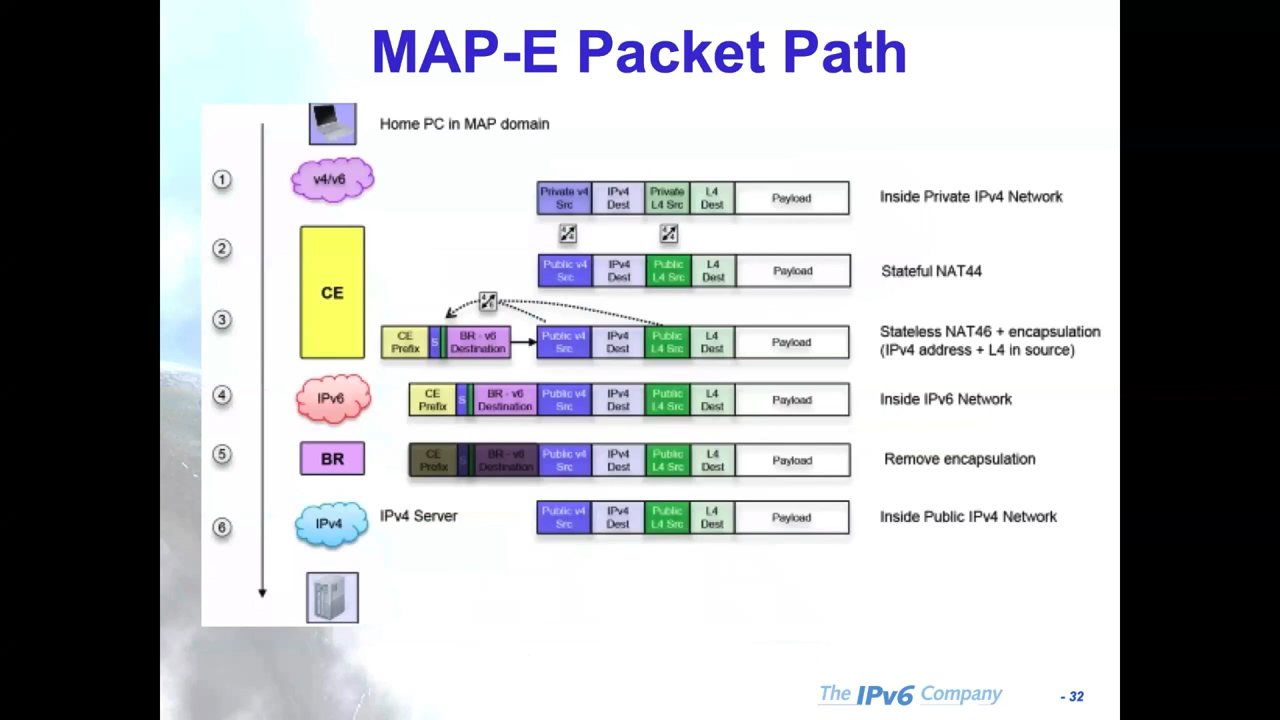 MAP-E Packet Path
Home PC in MAP domain
1
v4/v6
Private v4 Src
IPv4 Dest
Private L4 Src
L4 Dest
Payload
Inside Private IPv4 Network
2
CE
Public v4 Src
IPv4 Dest
Public L4 Src
L4 Dest
Payload
Stateful NAT44
3
CE Prefix
S
BR - v6 Destination
Public v4 Src
IPv4 Dest
Public L4 Src
L4 Dest
Payload
Stateless NAT46 + encapsulation
(IPv4 address + L4 in source)
4
IPv6
CE Prefix
S
BR - v6 Destination
Public v4 Src
IPv4 Dest
Public L4 Src
L4 Dest
Payload
Inside IPv6 Network
5
BR
CE Prefix
BR - v6 Destination
Public v4 Src
IPv4 Dest
Public L4 Src
L4 Dest
Payload
Remove encapsulation
6
IPv4
IPv4 Server
Public v4 Src
IPv4 Dest
Public L4 Src
L4 Dest
Payload
Inside Public IPv4 Network
The IPv6 Company
- 32